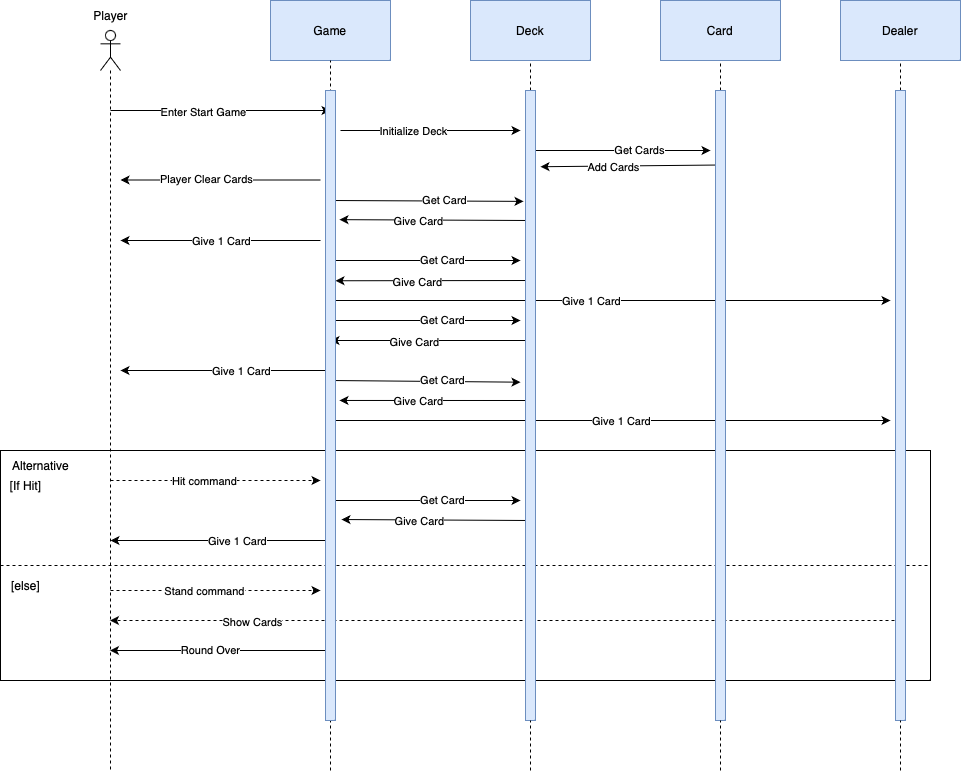 Player
Game
Deck
Card
Dealer
Enter Start Game
Initialize Deck
Get Cards
Add Cards
Player Clear Cards
Get Card
Give Card
Give 1 Card
Get Card
Give Card
Give 1 Card
Get Card
Give Card
Give 1 Card
Get Card
Give Card
Give 1 Card
Alternative
[If Hit]
Hit command
Get Card
Give Card
Give 1 Card
[else]
Stand command
Show Cards
Round Over